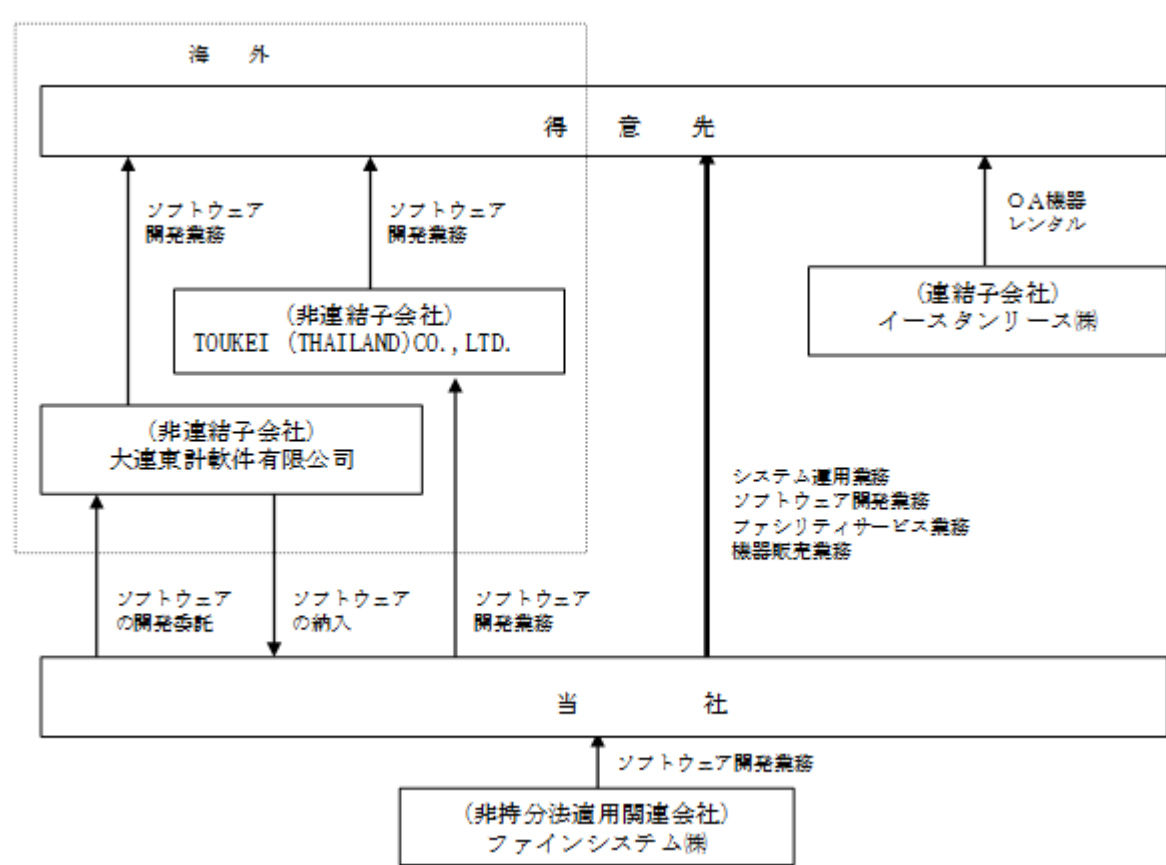 海 外
得 意 先
ソフトウェア
開発業務
ソフトウェア
開発業務
ОA機器
レンタル
(連結子会社)
イースタンリース㈱
(非連結子会社)
TOUKEI (THAILAND)CO.,LTD.
(非連結子会社)
大連東計軟件有限公司
システム運用業務
ソフトウェア開発業務
ファシリティサービス業務
機器販売業務
ソフトウェア
の開発委託
ソフトウェア
の納入
ソフトウェア
開発業務
当 社
ソフトウェア開発業務
(非持分法適用関連会社)
ファインシステム㈱